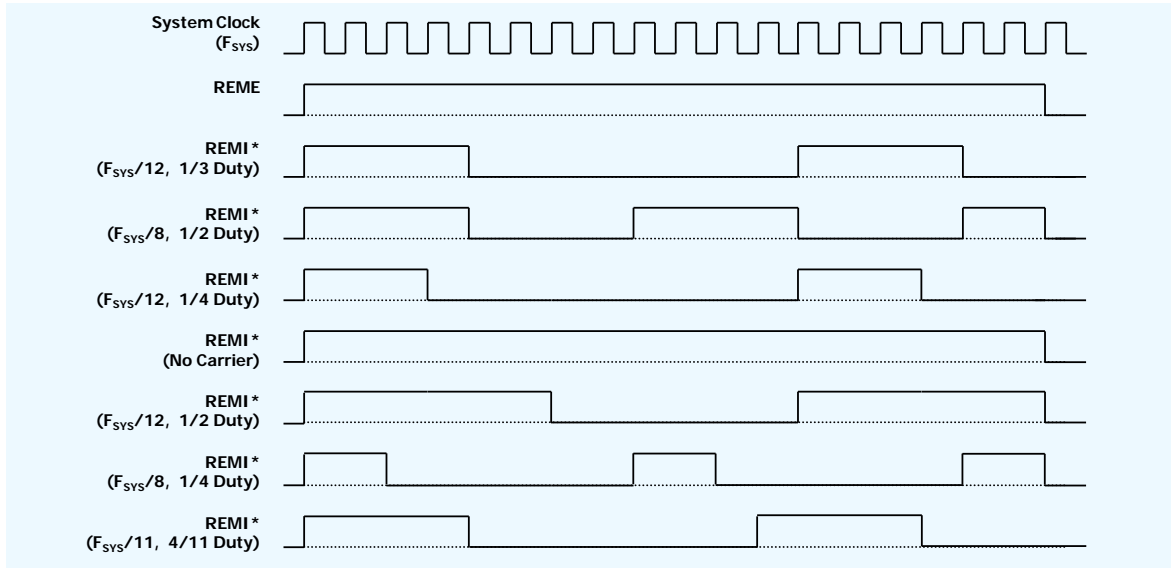 System Clock
(FSYS)
REME
REMI *
(FSYS/12, 1/3 Duty)
REMI *
(FSYS/8, 1/2 Duty)
REMI *
(FSYS/12, 1/4 Duty)
REMI *
(No Carrier)
REMI *
(FSYS/12, 1/2 Duty)
REMI *
(FSYS/8, 1/4 Duty)
REMI *
(FSYS/11, 4/11 Duty)